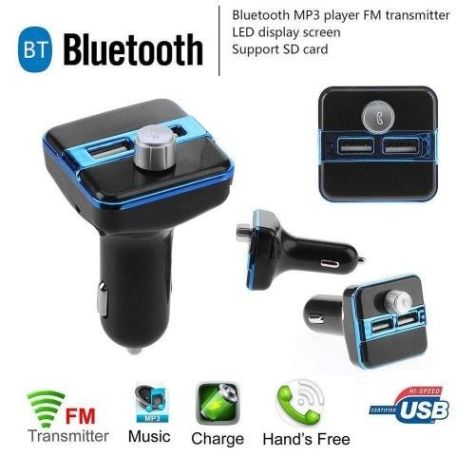 BT Bluetooth
Bluetooth MP3 player FM transmitter
LED display screen
Support SD card
FM
Transmitter
MP3
Music
Charge
Hand's Free
HI-SPEED
CERTIFIED
USB